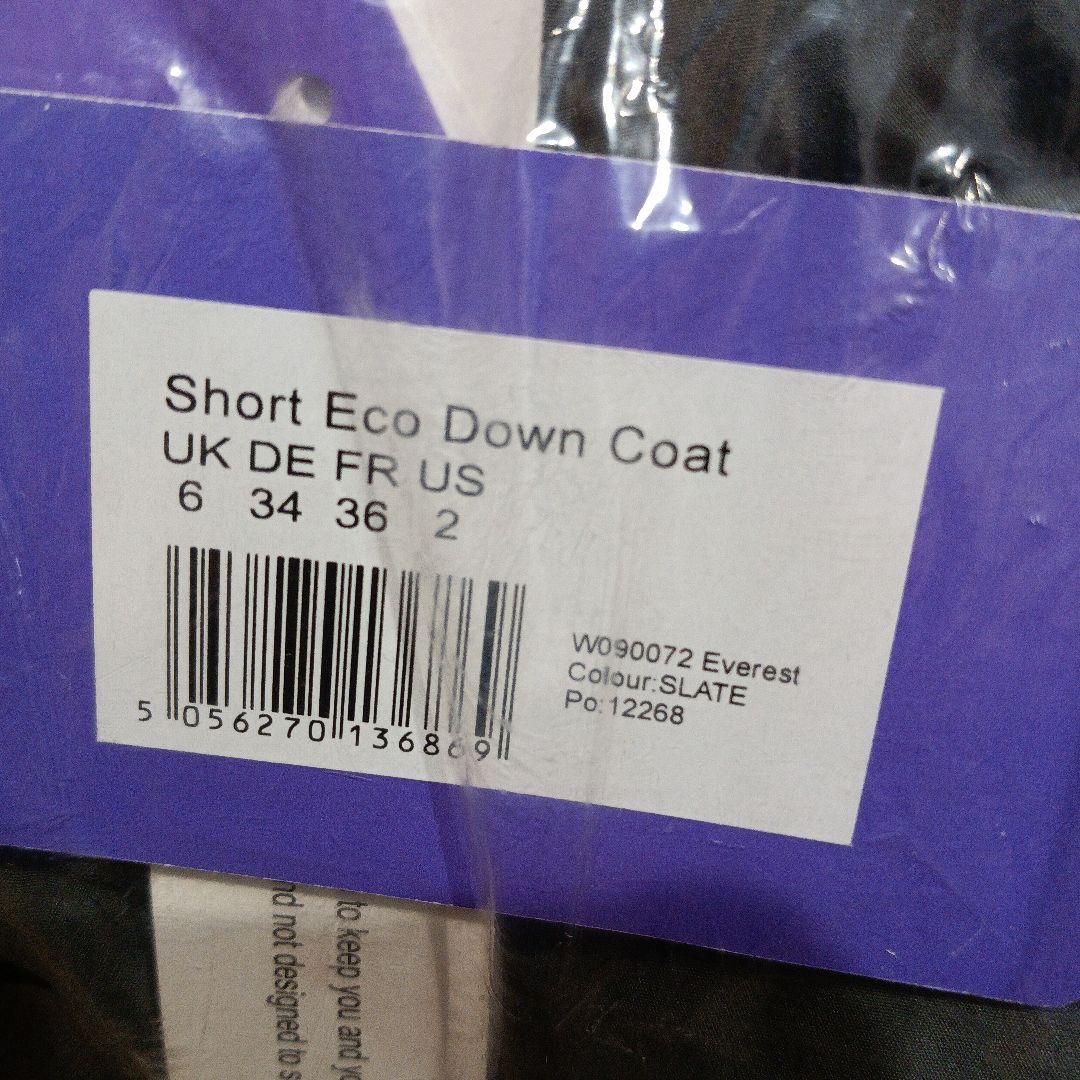 Short Eco Down Coat
UK DE FR US
6 34 36 2
W090072 Everest
Colour:SLATE
Po:12268
5 056270 136869
to keep you and
not designed to